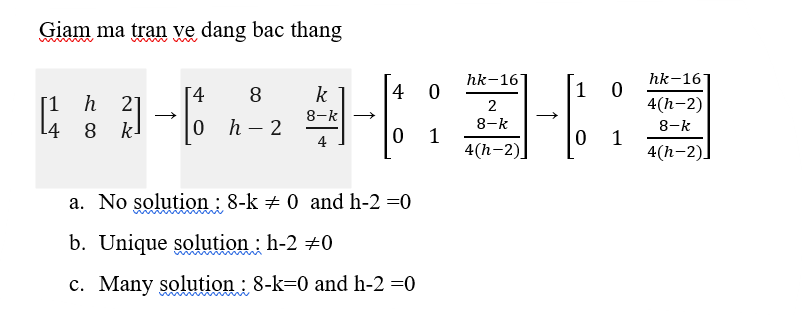 Giam ma tran ve dang bac thang
[1 h 2; 4 8 k] → [4 8 k; 0 h − 2 (8−k)/4] → [4 0 (hk−16)/2; 0 1 (8−k)/(4(h−2))] → [1 0 (hk−16)/(4(h−2)); 0 1 (8−k)/(4(h−2))]
a. No solution : 8-k ≠ 0 and h-2 =0
b. Unique solution : h-2 ≠0
c. Many solution : 8-k=0 and h-2 =0